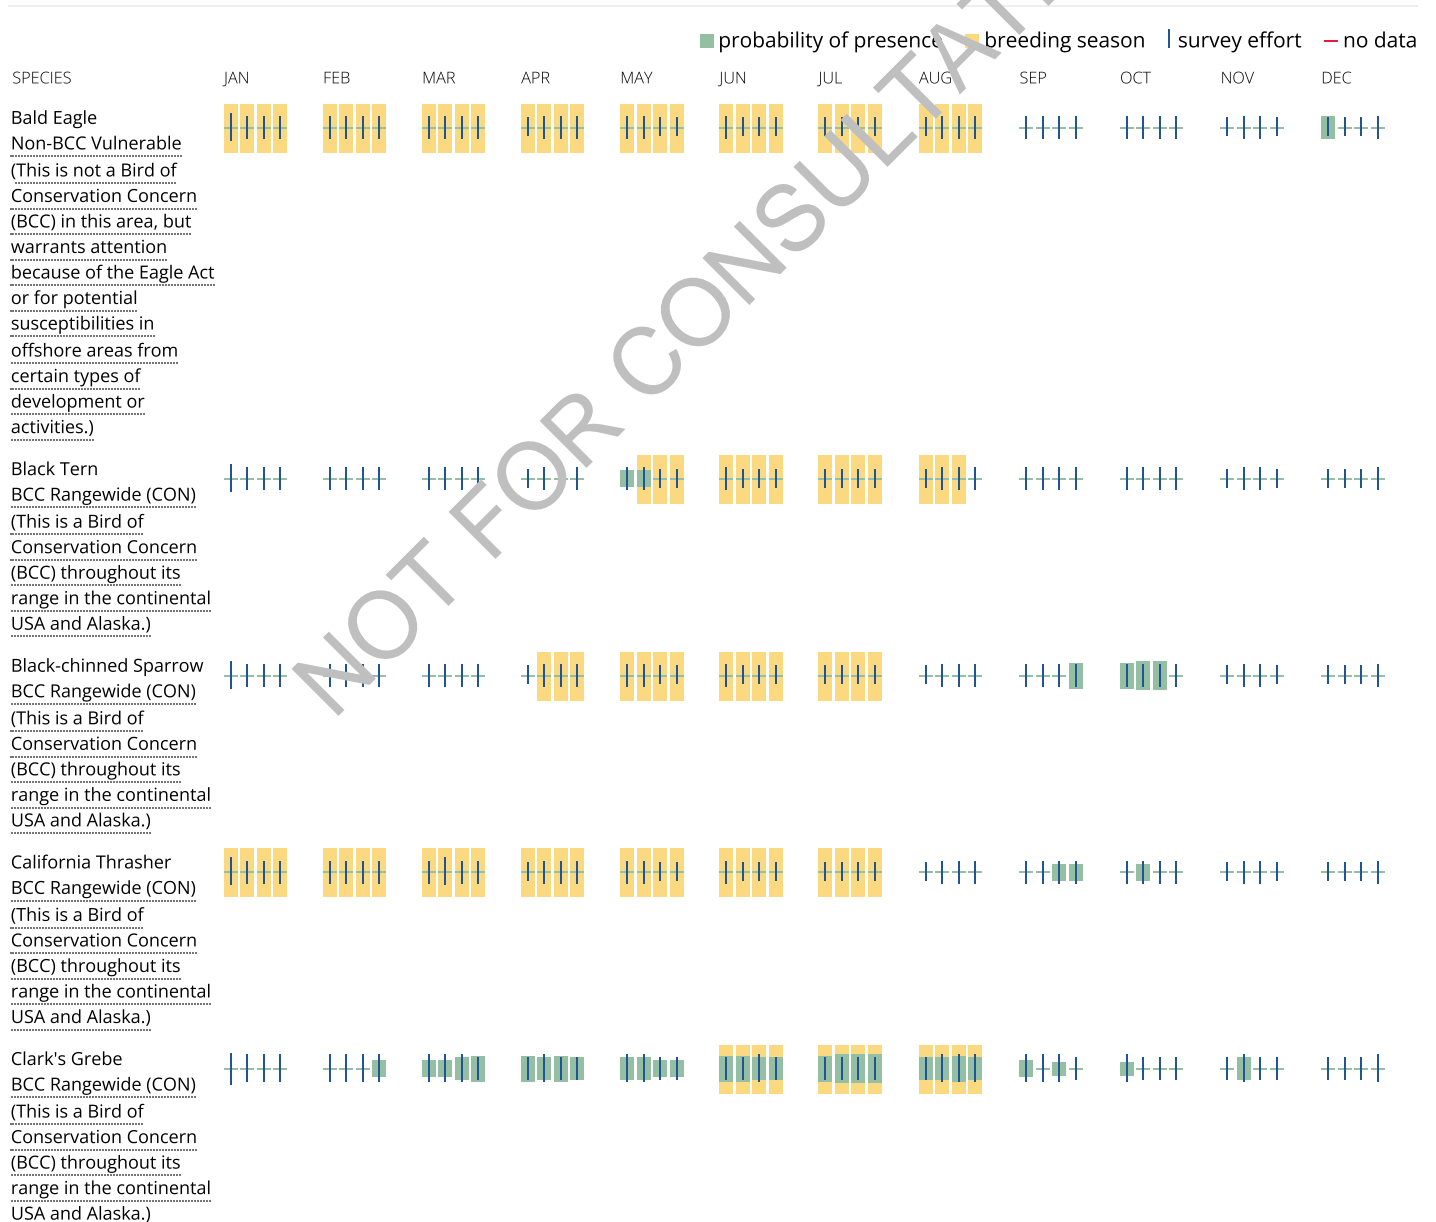 probability of presence breeding season survey effort no data
SPECIES JAN FEB MAR APR MAY JUN JUL AUG SEP OCT NOV DEC
Bald Eagle
Non-BCC Vulnerable
(This is not a Bird of
Conservation Concern
(BCC) in this area, but
warrants attention
because of the Eagle Act
or for potential
susceptibilities in
offshore areas from
certain types of
development or
activities.)
Black Tern
BCC Rangewide (CON)
(This is a Bird of
Conservation Concern
(BCC) throughout its
range in the continental
USA and Alaska.)
Black-chinned Sparrow
BCC Rangewide (CON)
(This is a Bird of
Conservation Concern
(BCC) throughout its
range in the continental
USA and Alaska.)
California Thrasher
BCC Rangewide (CON)
(This is a Bird of
Conservation Concern
(BCC) throughout its
range in the continental
USA and Alaska.)
Clark's Grebe
BCC Rangewide (CON)
(This is a Bird of
Conservation Concern
(BCC) throughout its
range in the continental
USA and Alaska.)
NOT FOR CONSULTAT